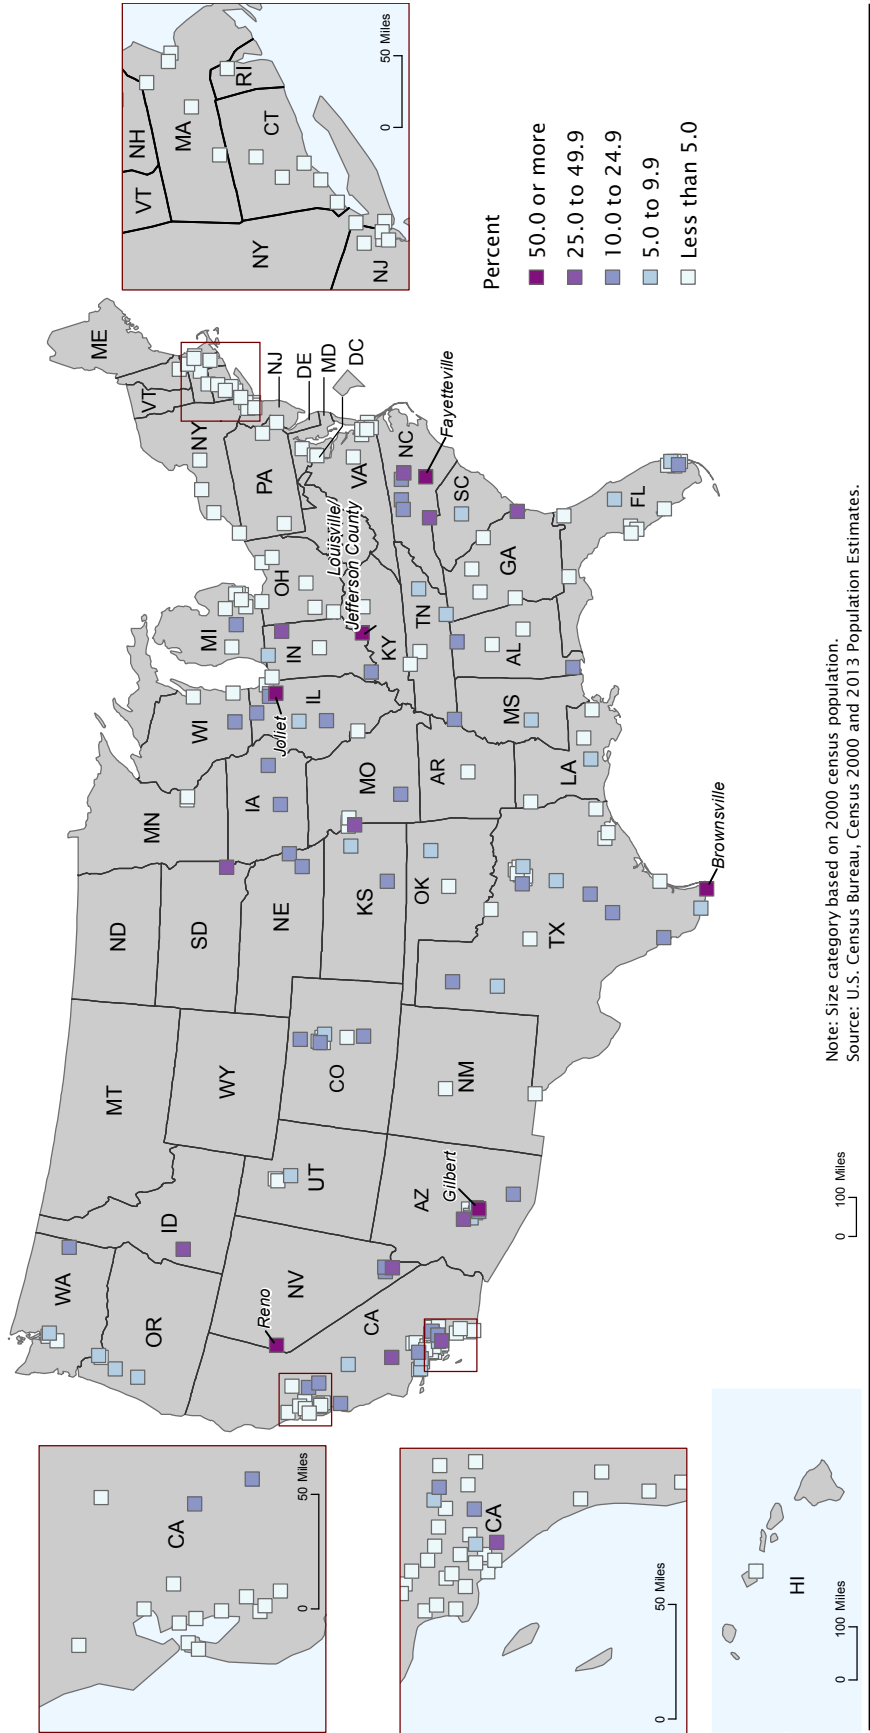 CA
0 50 Miles
CA
0 50 Miles
HI
0 100 Miles
WA
OR
CA
Reno
NV
ID
MT
WY
UT
AZ
Gilbert
CO
NM
ND
SD
NE
KS
OK
TX
Brownsville
MN
IA
MO
AR
LA
WI
IL
Joliet
MS
MI
IN
KY
Louisville/
Jefferson County
TN
AL
OH
GA
FL
SC
NC
Fayetteville
VA
PA
NY
VT
ME
NJ
DE
MD
DC
0 100 Miles
VT
NH
MA
NY
CT
RI
NJ
0 50 Miles
Percent
50.0 or more
25.0 to 49.9
10.0 to 24.9
5.0 to 9.9
Less than 5.0
Note: Size category based on 2000 census population.
Source: U.S. Census Bureau, Census 2000 and 2013 Population Estimates.